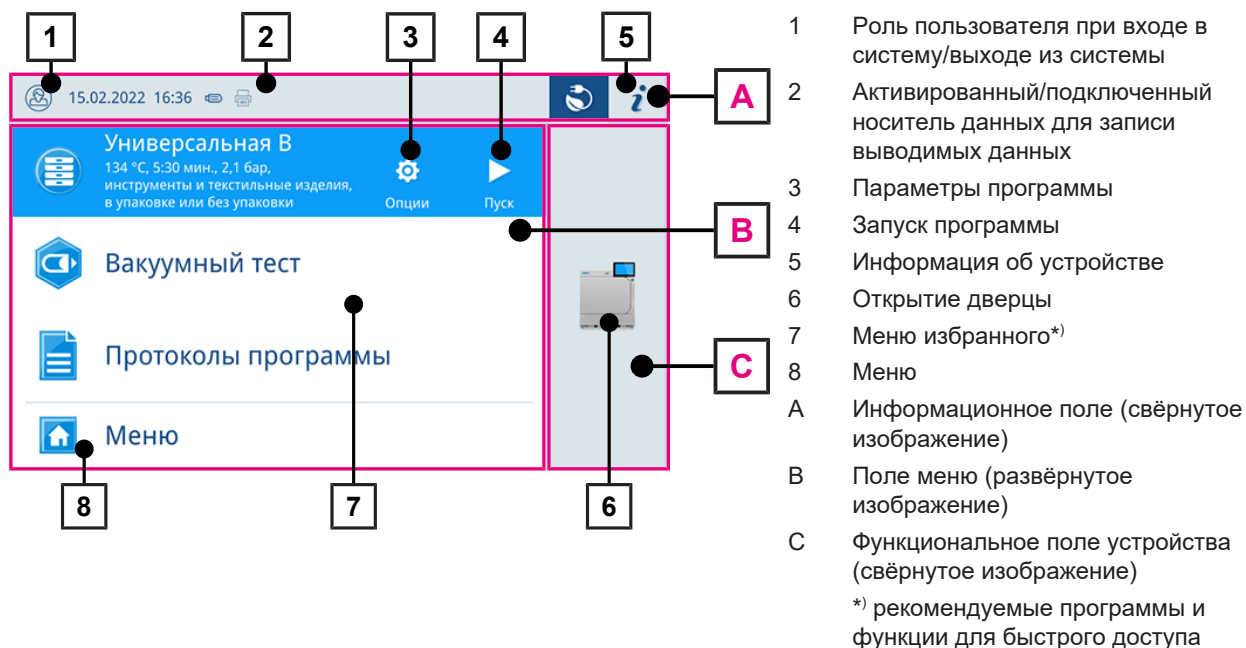 1 2 3 4 5
15.02.2022 16:36
i
A
Универсальная B
134 °C, 5:30 мин., 2,1 бар,
инструменты и текстильные изделия,
в упаковке или без упаковки
Опции
Пуск
B
Вакуумный тест
Протоколы программы
C
Меню
8 7 6
1 Роль пользователя при входе в
систему/выходе из системы
2 Активированный/подключенный
носитель данных для записи
выводимых данных
3 Параметры программы
4 Запуск программы
5 Информация об устройстве
6 Открытие дверцы
7 Меню избранного*)
8 Меню
A Информационное поле (свёрнутое
изображение)
B Поле меню (развёрнутое
изображение)
C Функциональное поле устройства
(свёрнутое изображение)
*) рекомендуемые программы и
функции для быстрого доступа